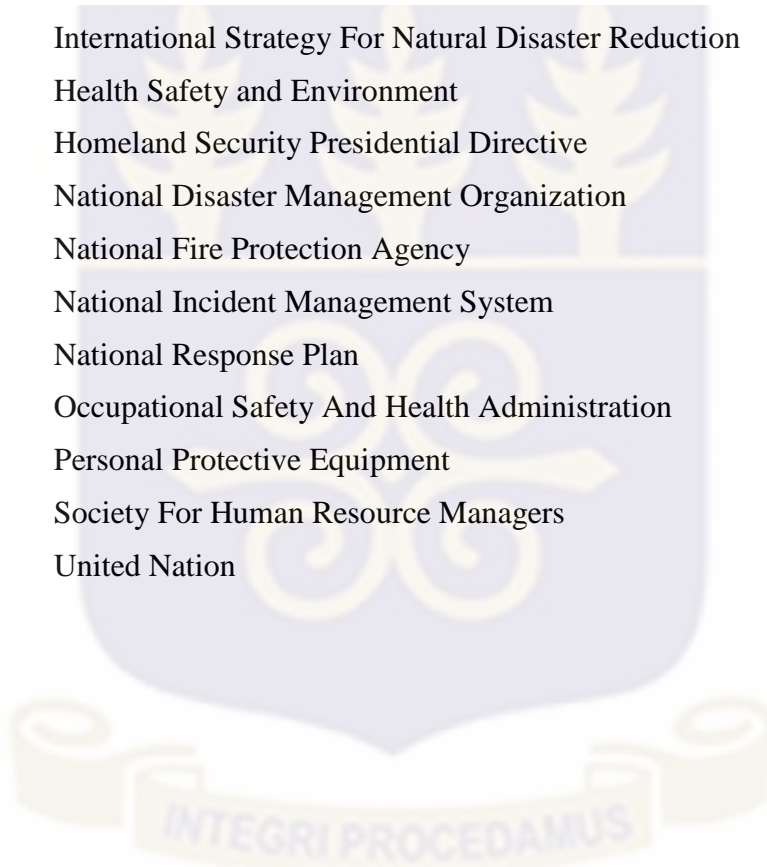 International Strategy For Natural Disaster Reduction
Health Safety and Environment
Homeland Security Presidential Directive
National Disaster Management Organization
National Fire Protection Agency
National Incident Management System
National Response Plan
Occupational Safety And Health Administration
Personal Protective Equipment
Society For Human Resource Managers
United Nation
INTEGRI PROCEDAMUS